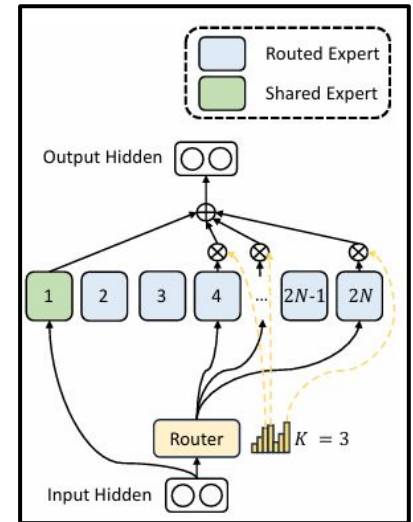 Routed Expert
Shared Expert
Output Hidden
1 2 3 4 ... 2N-1 2N
Router K = 3
Input Hidden